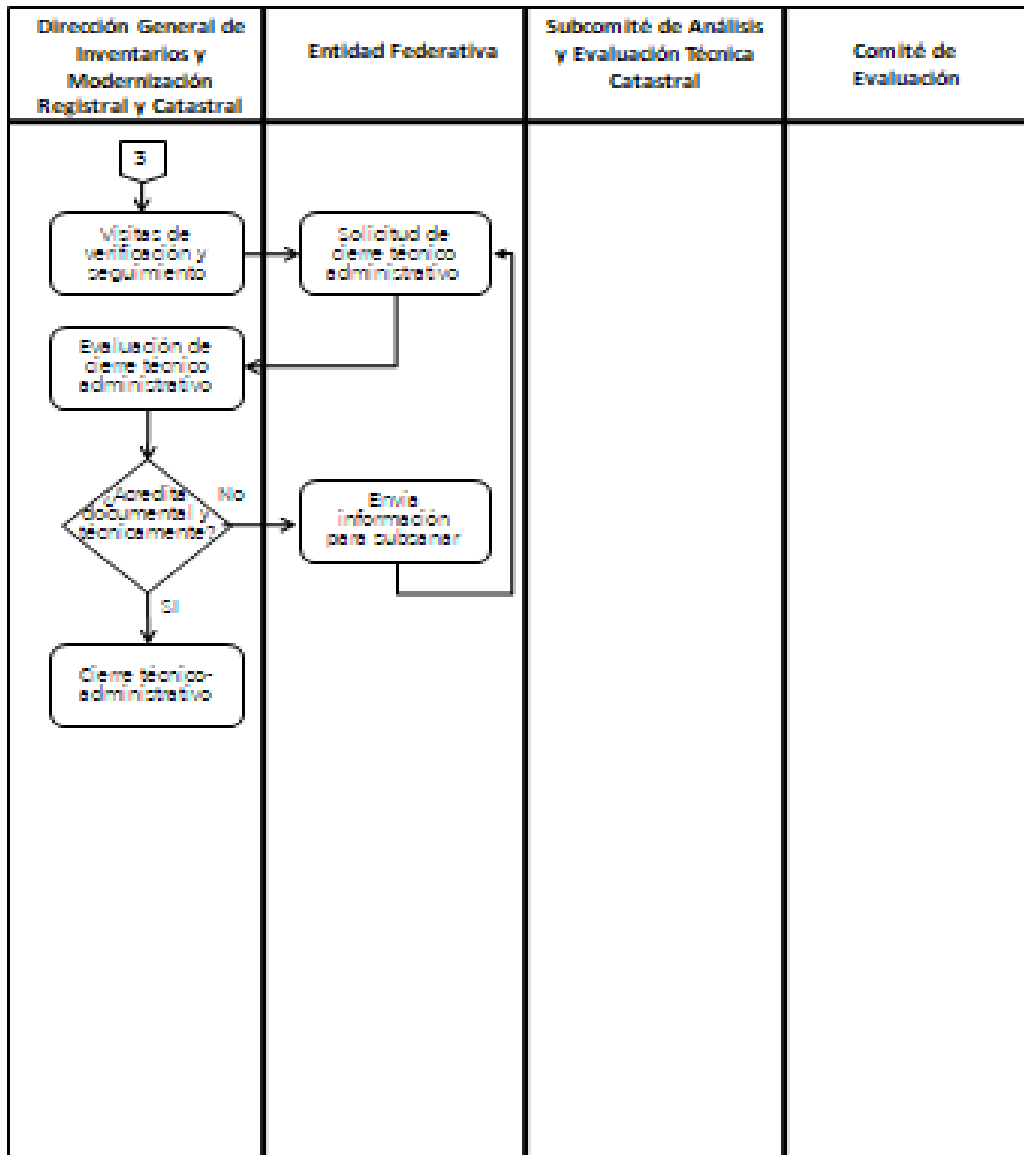 Dirección General de
Inventarios y
Modernización
Registral y Catastral
Entidad Federativa
Subcomité de Análisis
y Evaluación Técnica
Catastral
Comité de
Evaluación
3
Visitas de
verificación y
seguimiento
Solicitud de
cierre técnico
administrativo
Evaluación de
cierre técnico
administrativo
¿Acredita
documental y
técnicamente?
No
Envía
información
para subsanar
SI
Cierre técnico-
administrativo